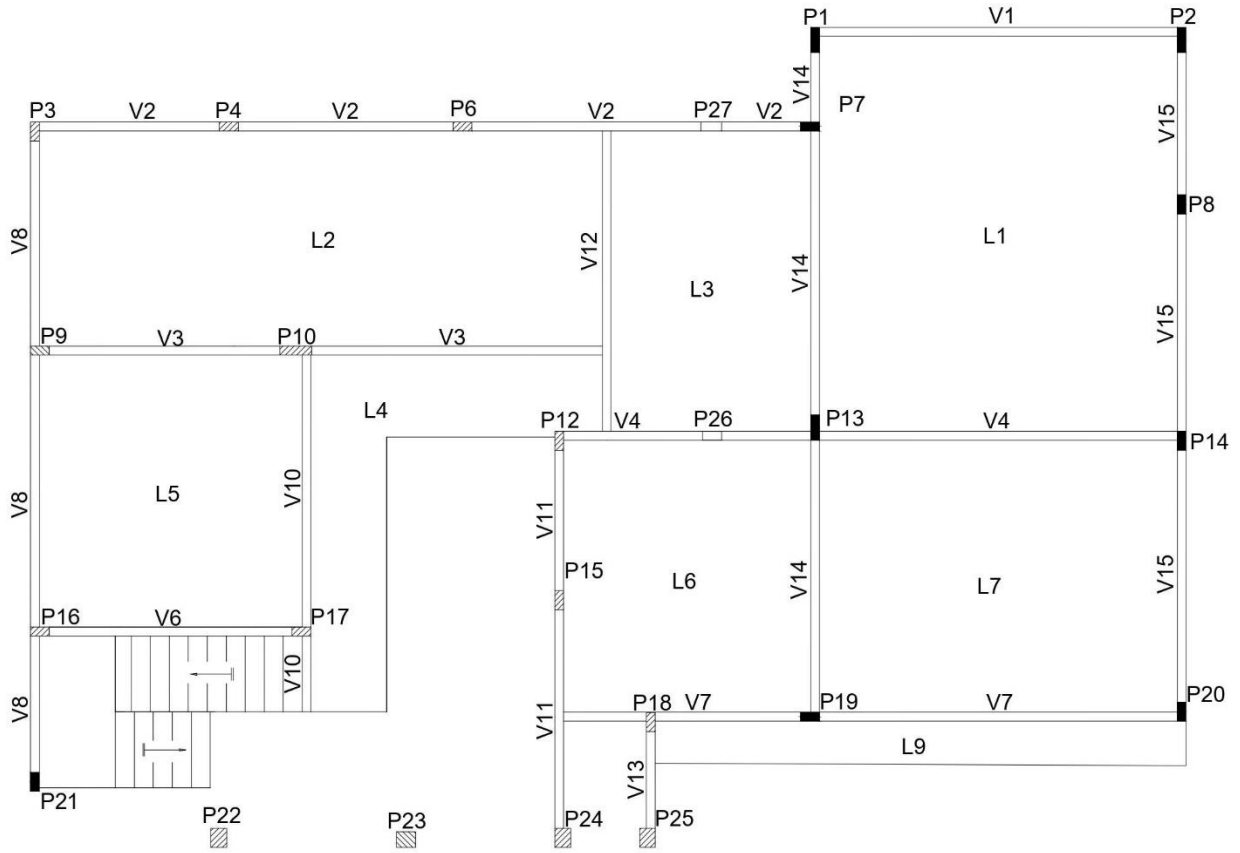 P1 V1 P2
V14
P7
P3 V2 P4 V2 P6 V2 P27 V2
V15
P8
V8
L2
V12
L3
V14
L1
V15
P9 V3 P10 V3
L4
P12 V4 P26 P13 V4 P14
V8
L5
V10
V11
P15
L6
V14
L7
V15
P16 V6 P17
V10
V8
V11
P18 V7 P19 V7 P20
L9
V13
P21
P22 P23 P24 P25